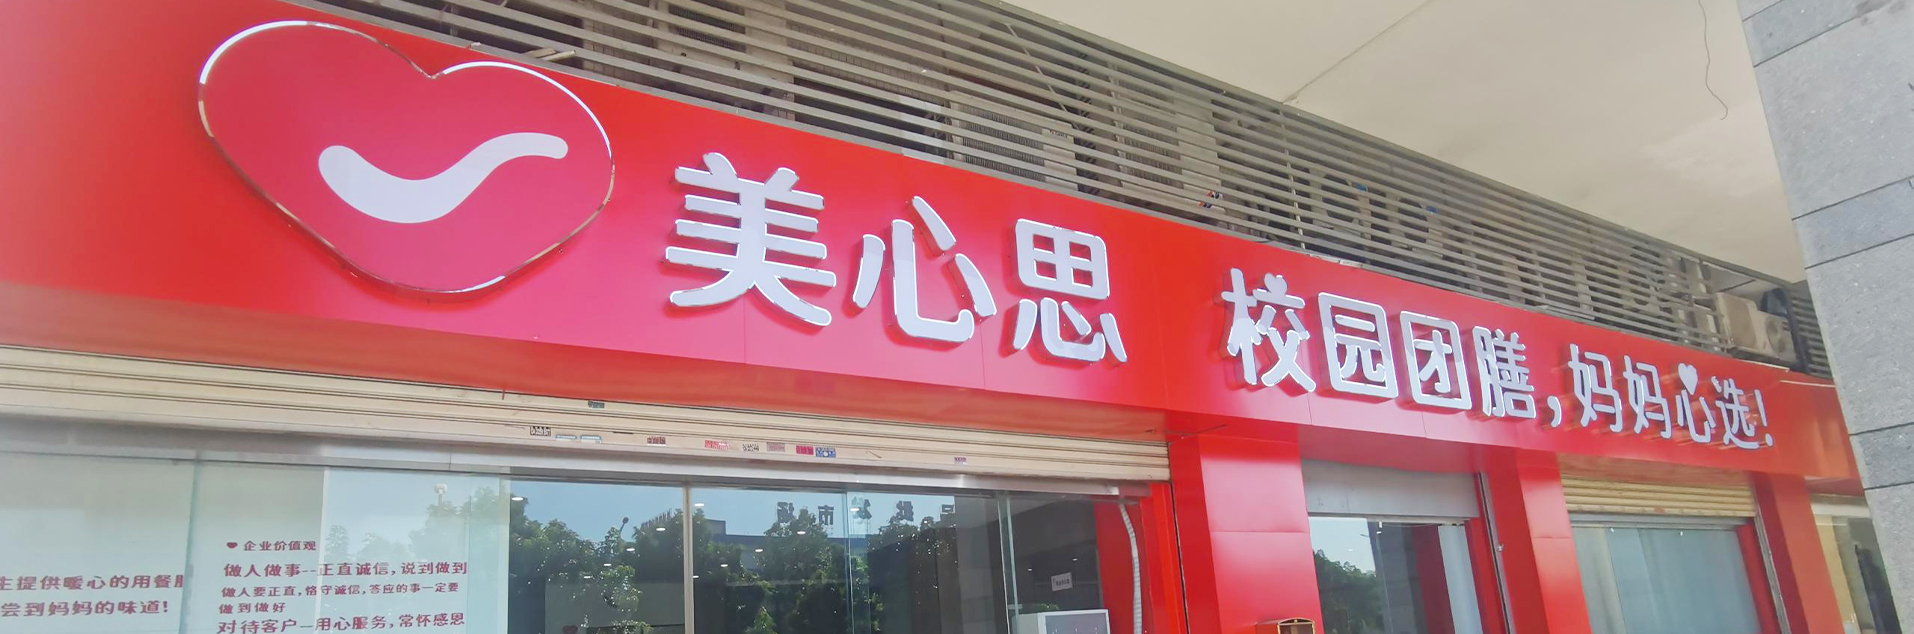 美心思 校园团膳，妈妈心选！
生提供暖心的用餐服
尝到妈妈的味道！
企业价值观
做人做事--正直诚信，说到做到
做人要正直，恪守诚信，答应的事一定要
做到做好
对待客户--用心服务，常怀感恩